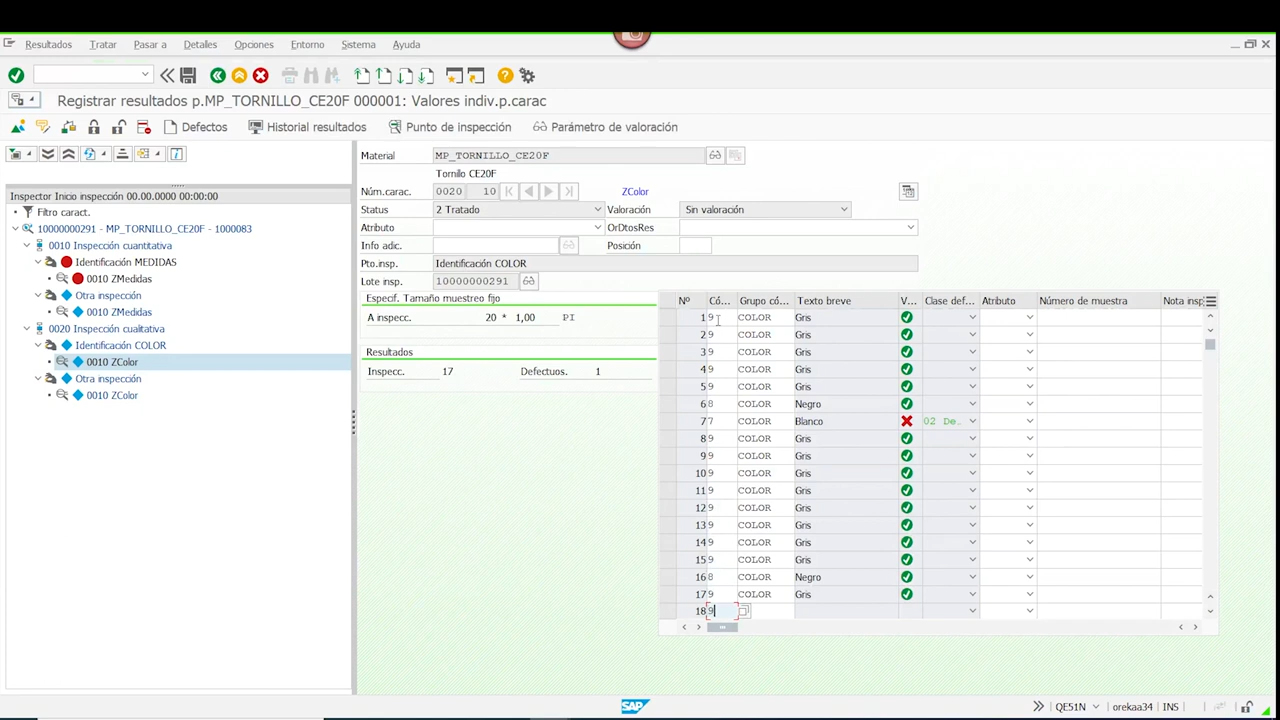 Resultados Tratar Pasar a Detalles Opciones Entorno Sistema Ayuda
Registrar resultados p.MP_TORNILLO_CE20F 000001: Valores indiv.p.carac
Defectos Historial resultados Punto de inspección Parámetro de valoración
Inspector Inicio inspección 00.00.0000 00:00:00
Filtro caract.
10000000291 - MP_TORNILLO_CE20F - 1000083
0010 Inspección cuantitativa
Identificación MEDIDAS
0010 ZMedidas
Otra inspección
0010 ZMedidas
0020 Inspección cualitativa
Identificación COLOR
0010 ZColor
Otra inspección
0010 ZColor
Material MP_TORNILLO_CE20F
Tornilo CE20F
Núm.carac. 0020 10 ZColor
Status 2 Tratado Valoración Sin valoración
Atributo OrDtosRes
Info adic. Posición
Pto.insp. Identificación COLOR
Lote insp. 10000000291
Especif. Tamaño muestreo fijo
A inspecc. 20 * 1,00 PI
Resultados
Inspecc. 17 Defectuos. 1
Nº Có... Grupo có... Texto breve V... Clase def... Atributo Número de muestra Nota insp
1 9 COLOR Gris
2 9 COLOR Gris
3 9 COLOR Gris
4 9 COLOR Gris
5 9 COLOR Gris
6 8 COLOR Negro
7 7 COLOR Blanco 02 De…
8 9 COLOR Gris
9 9 COLOR Gris
10 9 COLOR Gris
11 9 COLOR Gris
12 9 COLOR Gris
13 9 COLOR Gris
14 9 COLOR Gris
15 9 COLOR Gris
16 8 COLOR Negro
17 9 COLOR Gris
18 9
SAP QE51N orekaa34 INS